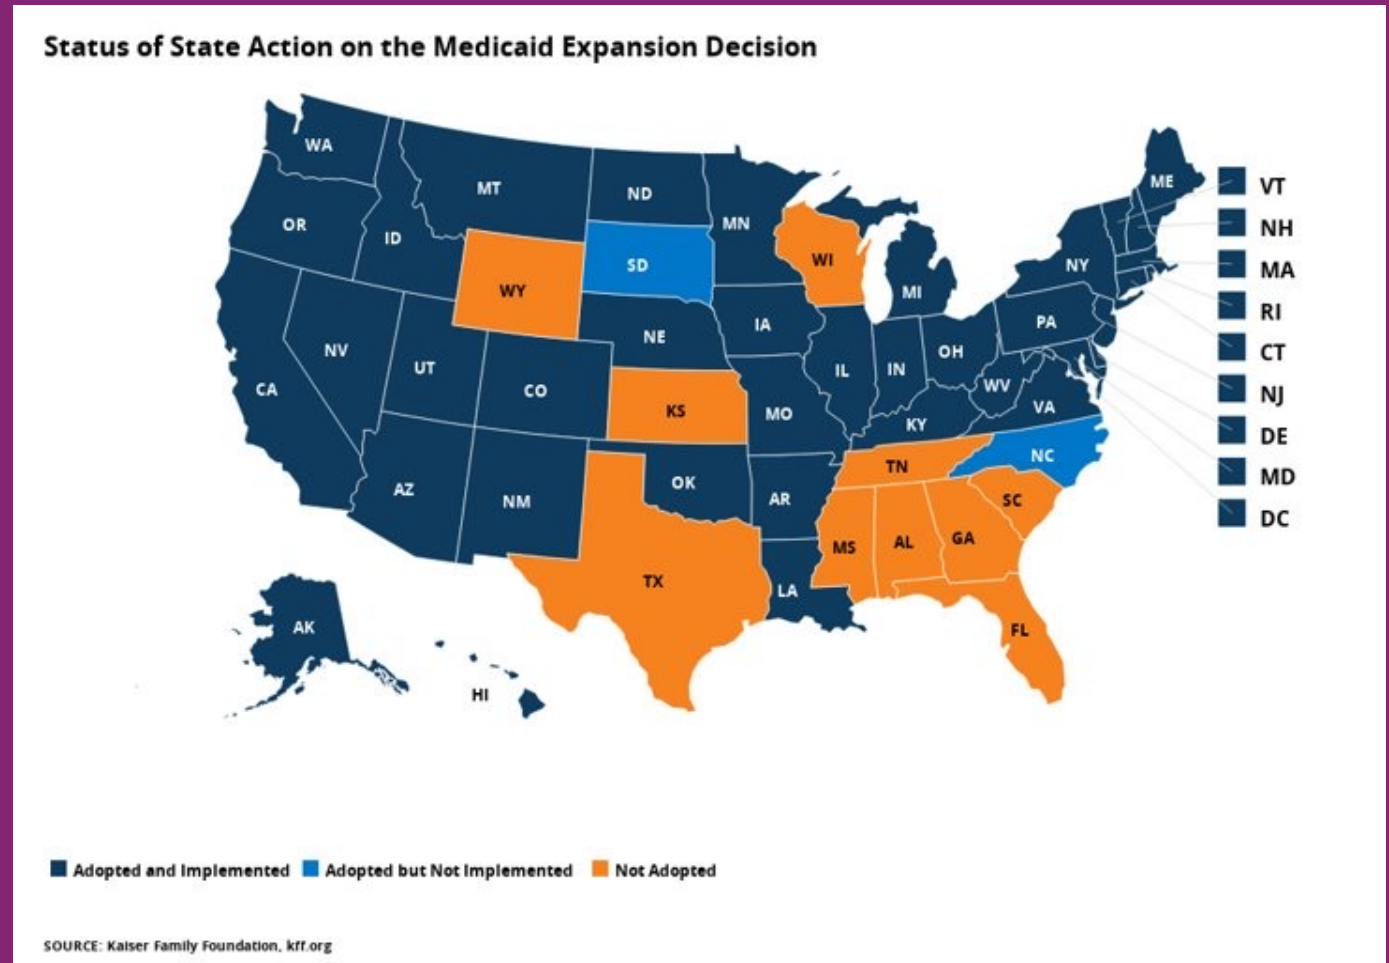 Status of State Action on the Medicaid Expansion Decision
WA
MT
ND
MN
OR
ID
WY
SD
WI
MI
NY
ME
VT
NH
MA
RI
CT
NJ
DE
MD
DC
NV
UT
CO
NE
IA
IL
IN
OH
PA
CA
KS
MO
KY
WV
VA
AZ
NM
OK
AR
TN
NC
SC
TX
LA
MS
AL
GA
FL
AK
HI
Adopted and Implemented
Adopted but Not Implemented
Not Adopted
SOURCE: Kaiser Family Foundation, kff.org